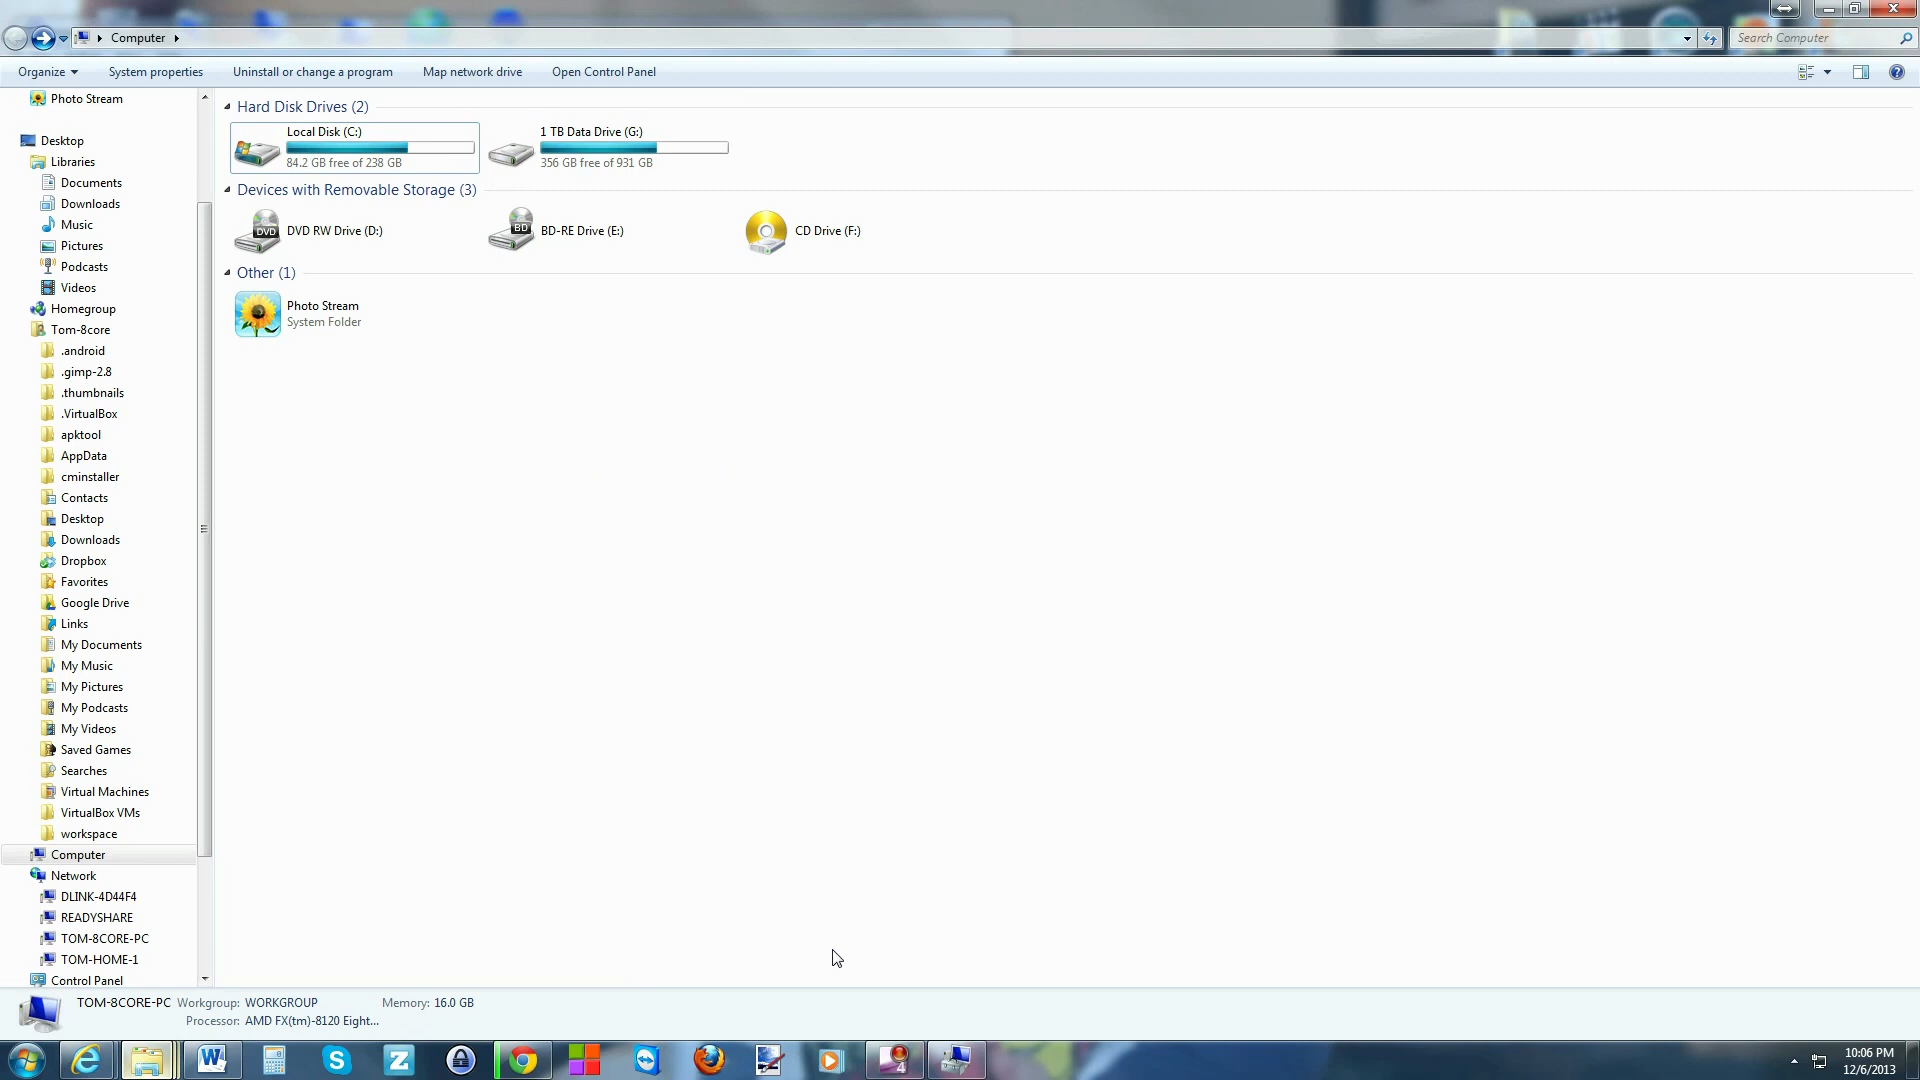 Computer
Search Computer
Organize
System properties
Uninstall or change a program
Map network drive
Open Control Panel
Photo Stream
Desktop
Libraries
Documents
Downloads
Music
Pictures
Podcasts
Videos
Homegroup
Tom-8core
.android
.gimp-2.8
.thumbnails
.VirtualBox
apktool
AppData
cminstaller
Contacts
Desktop
Downloads
Dropbox
Favorites
Google Drive
Links
My Documents
My Music
My Pictures
My Podcasts
My Videos
Saved Games
Searches
Virtual Machines
VirtualBox VMs
workspace
Computer
Network
DLINK-4D44F4
READYSHARE
TOM-8CORE-PC
TOM-HOME-1
Control Panel
Hard Disk Drives (2)
Local Disk (C:)
84.2 GB free of 238 GB
1 TB Data Drive (G:)
356 GB free of 931 GB
Devices with Removable Storage (3)
DVD
DVD RW Drive (D:)
BD
BD-RE Drive (E:)
CD Drive (F:)
Other (1)
Photo Stream
System Folder
TOM-8CORE-PC Workgroup: WORKGROUP Memory: 16.0 GB
Processor: AMD FX(tm)-8120 Eight...
10:06 PM
12/6/2013